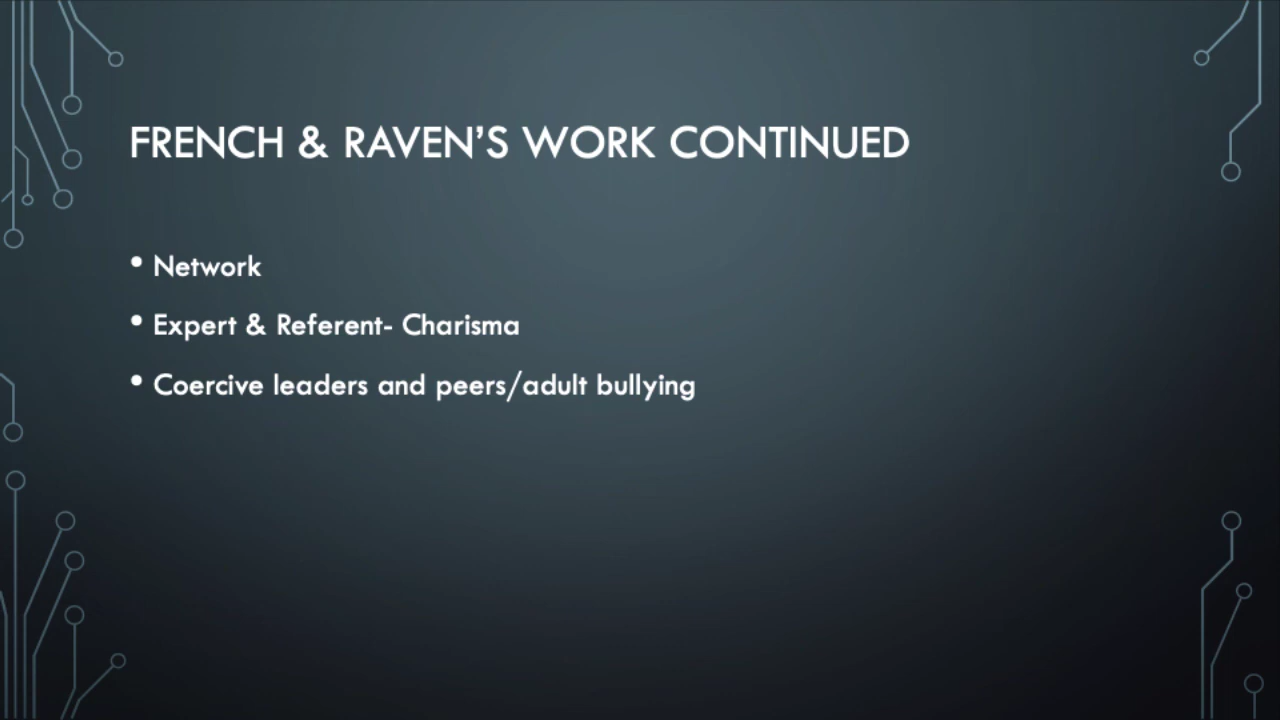 FRENCH & RAVEN’S WORK CONTINUED
• Network
• Expert & Referent- Charisma
• Coercive leaders and peers/adult bullying